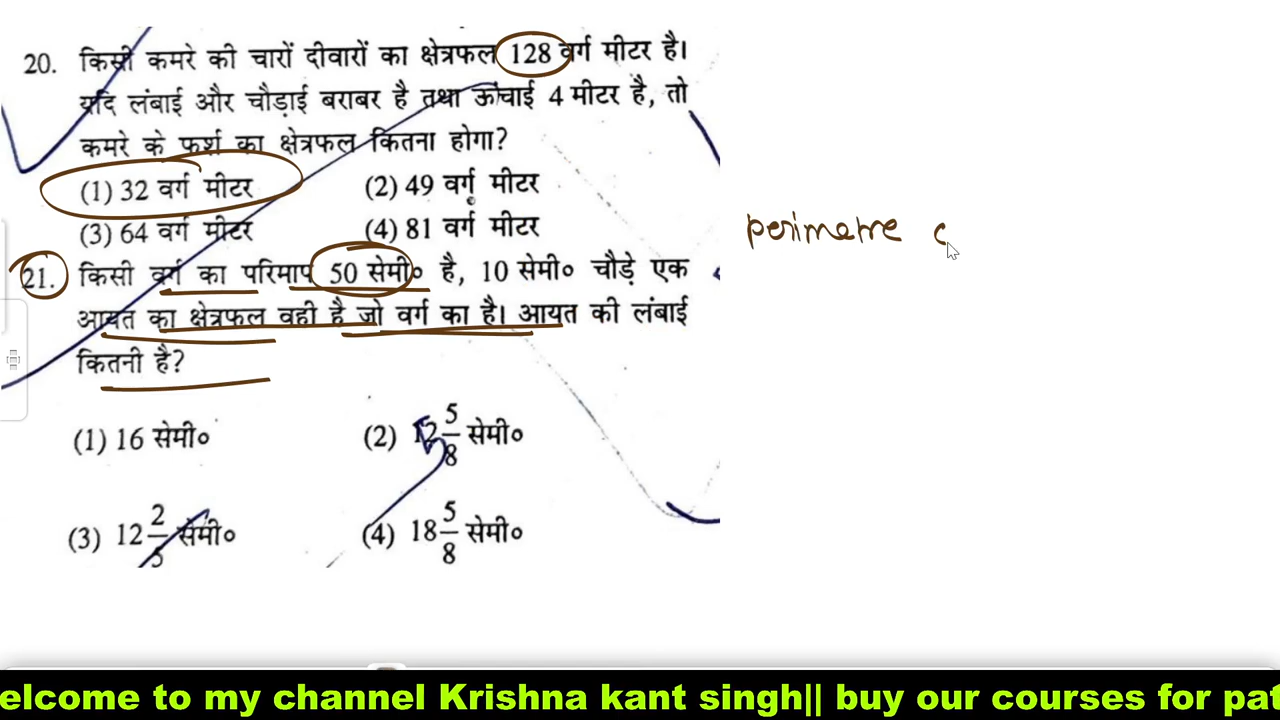 20. किसी कमरे की चारों दीवारों का क्षेत्रफल 128 वर्ग मीटर है।
यदि लंबाई और चौड़ाई बराबर है तथा ऊंचाई 4 मीटर है, तो
कमरे के फर्श का क्षेत्रफल कितना होगा?
(1) 32 वर्ग मीटर (2) 49 वर्ग मीटर
(3) 64 वर्ग मीटर (4) 81 वर्ग मीटर
perimetre c
21. किसी वर्ग का परिमाप 50 सेमी० है, 10 सेमी० चौड़े एक
आयत का क्षेत्रफल वही है जो वर्ग का है। आयत की लंबाई
कितनी है?
(1) 16 सेमी० (2) 12 5/8 सेमी०
(3) 12 2/5 सेमी० (4) 18 5/8 सेमी०
elcome to my channel Krishna kant singh|| buy our courses for pat